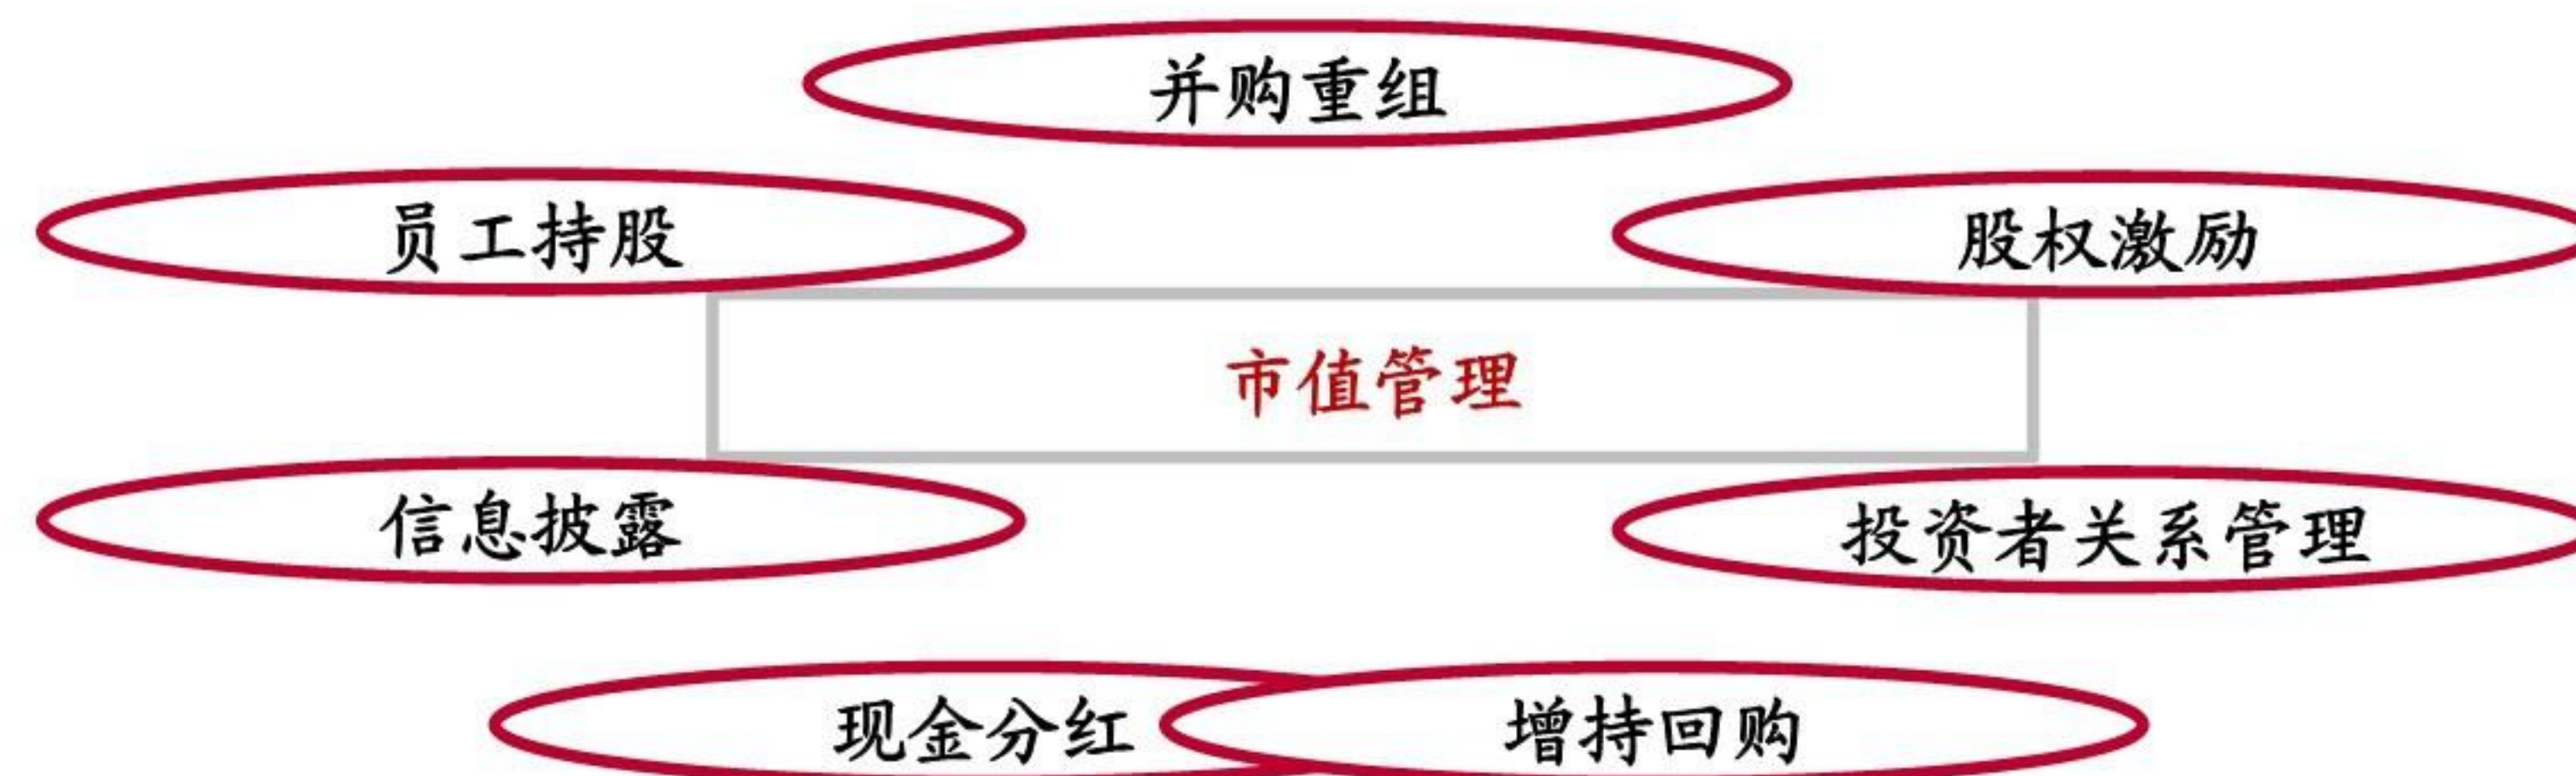 并购重组
员工持股
股权激励
市值管理
信息披露
投资者关系管理
现金分红
增持回购